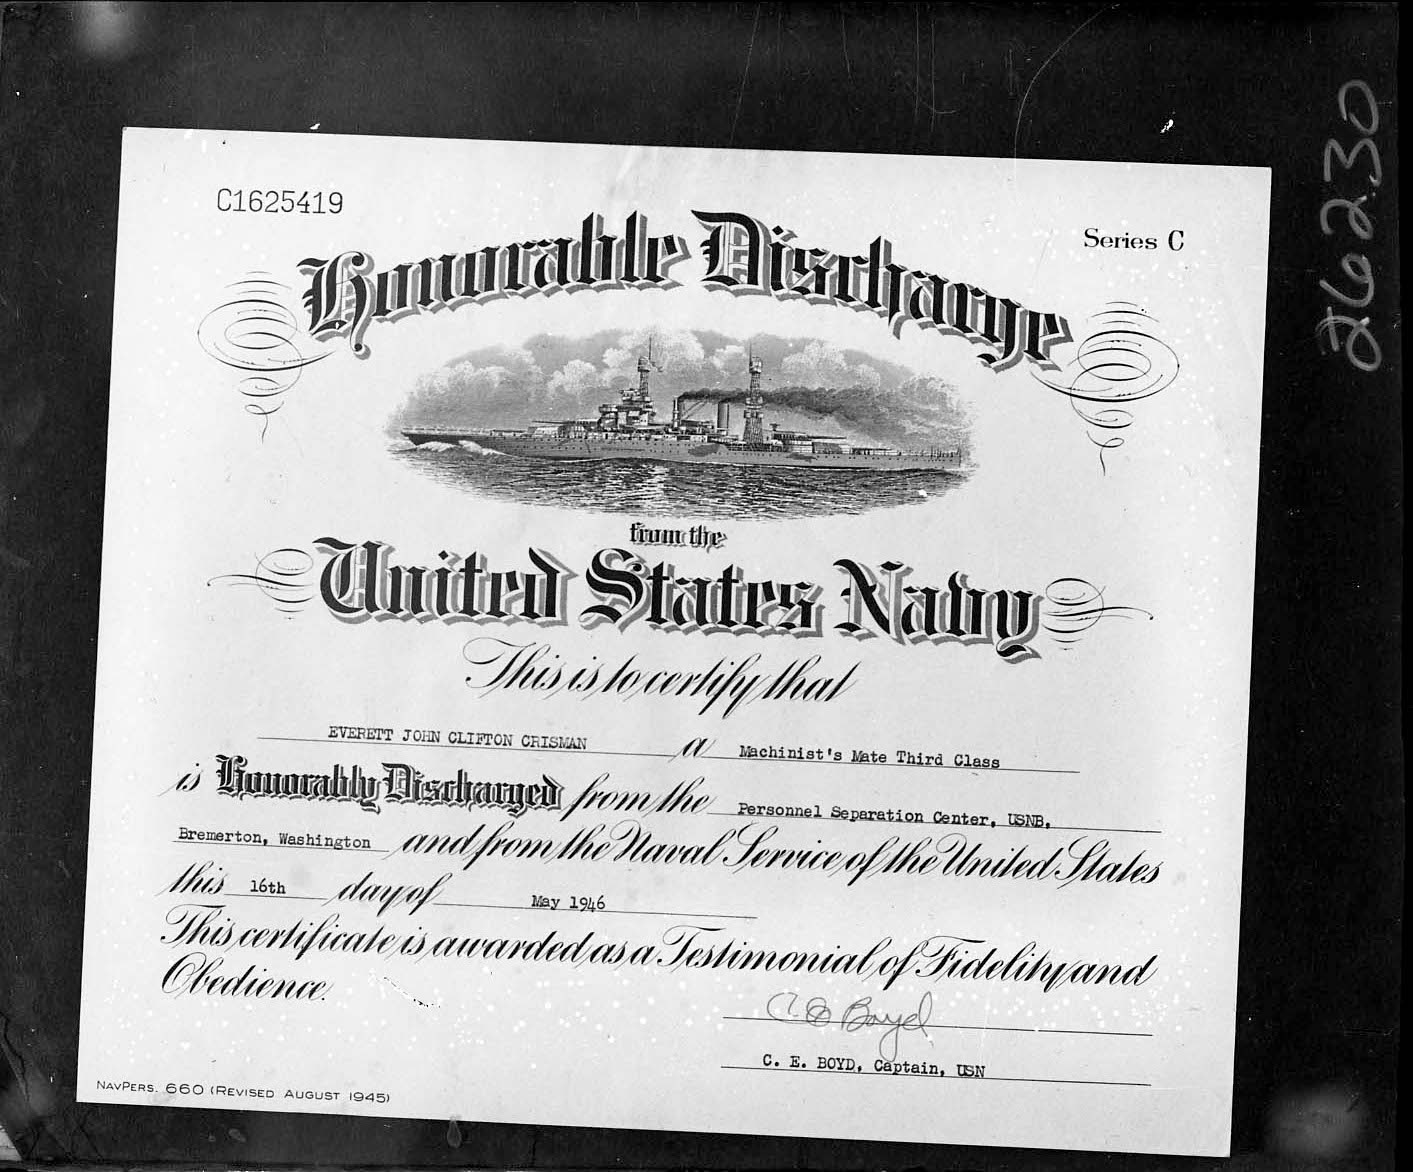 C1625419
Series C
Honorable Discharge
from the
United States Navy
This is to certify that
EVERETT JOHN CLIFTON CRISMAN a Machinist's Mate Third Class
is Honorably Discharged from the Personnel Separation Center, USNB,
Bremerton, Washington and from the Naval Service of the United States
this 16th day of May 1946
This certificate is awarded as a Testimonial of Fidelity and
Obedience.
C E Boyd
C. E. BOYD, Captain, USN
NAVPERS. 660 (REVISED AUGUST 1945)
26230